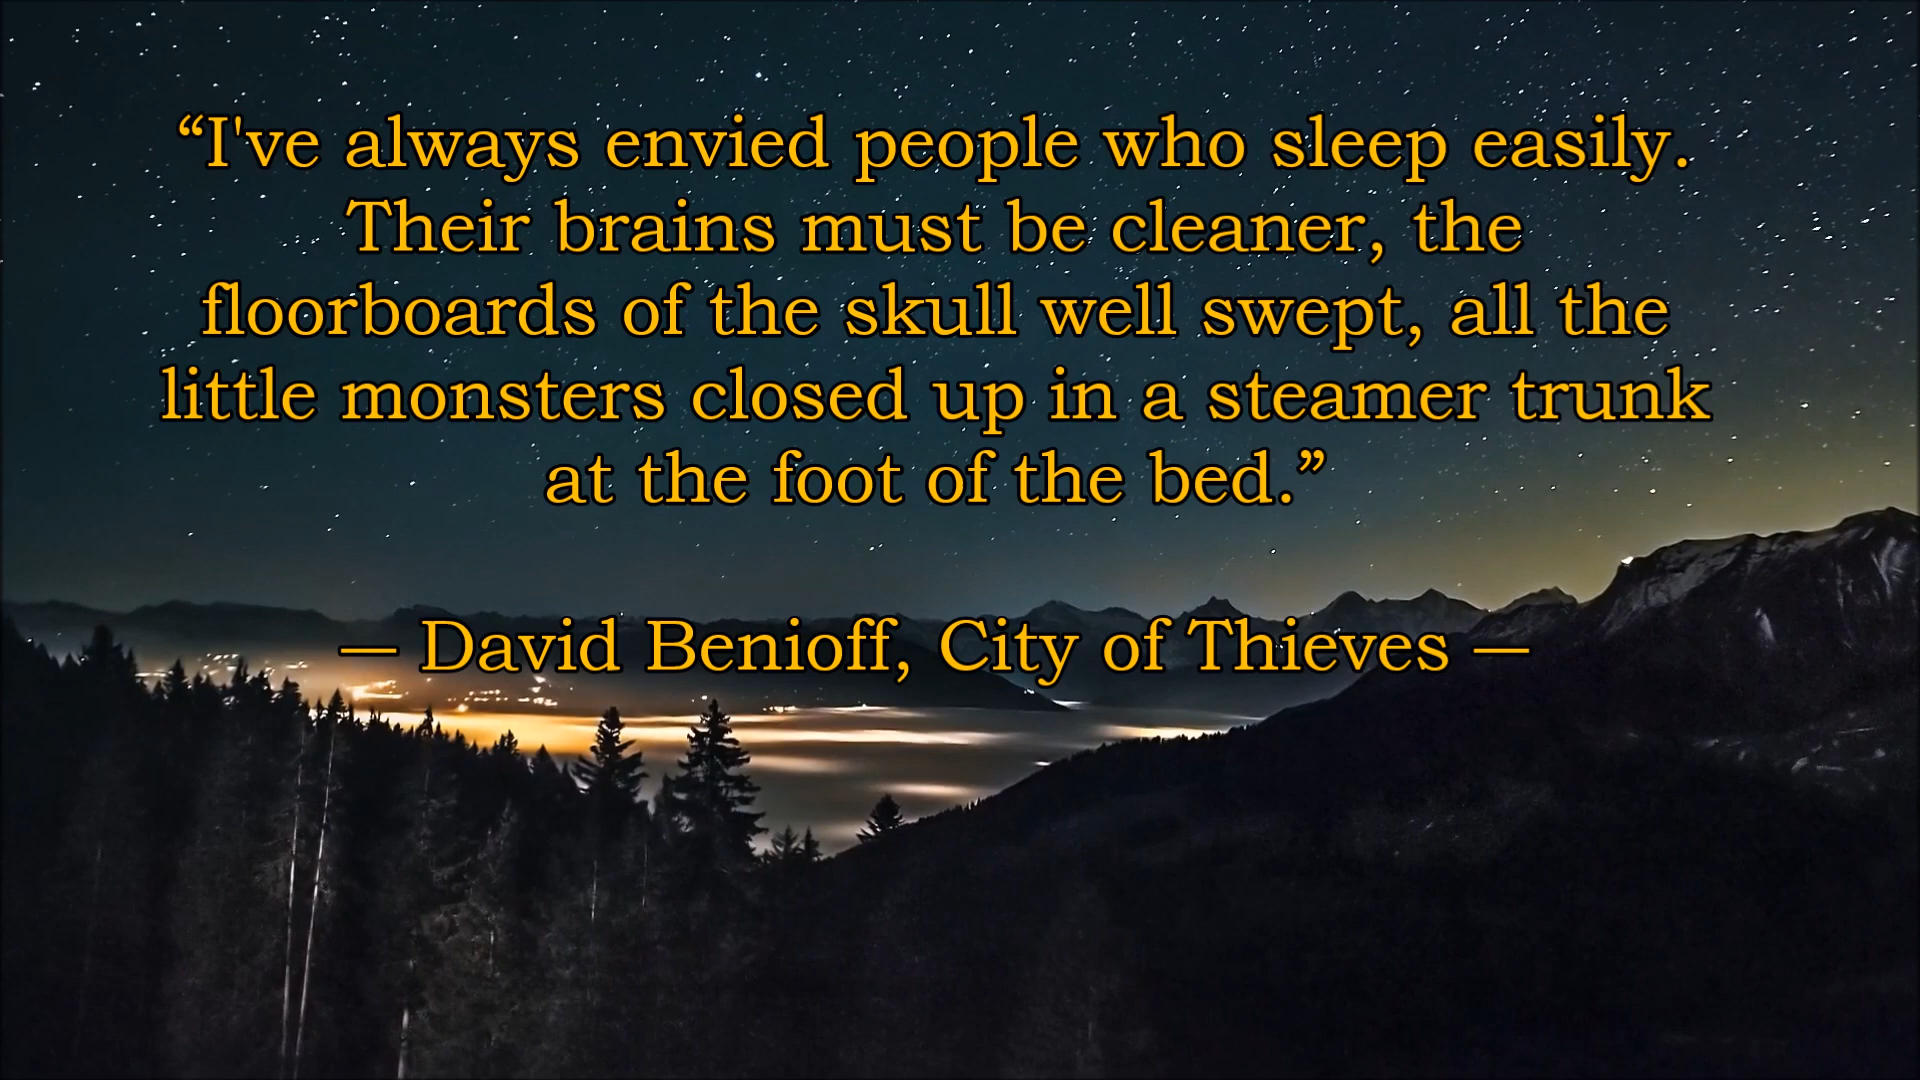 “I've always envied people who sleep easily.
Their brains must be cleaner, the
floorboards of the skull well swept, all the
little monsters closed up in a steamer trunk
at the foot of the bed.”
— David Benioff, City of Thieves —